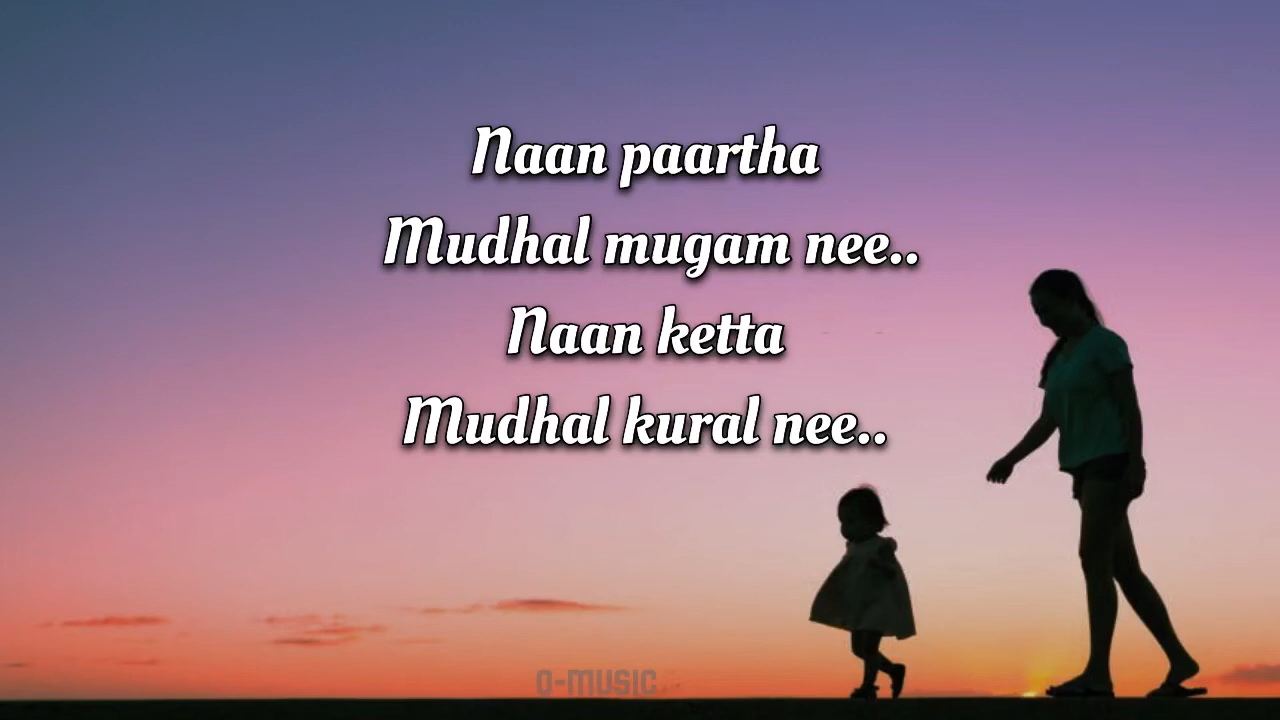 Naan paartha
Mudhal mugam nee..
Naan ketta
Mudhal kural nee..
O-MUSIC